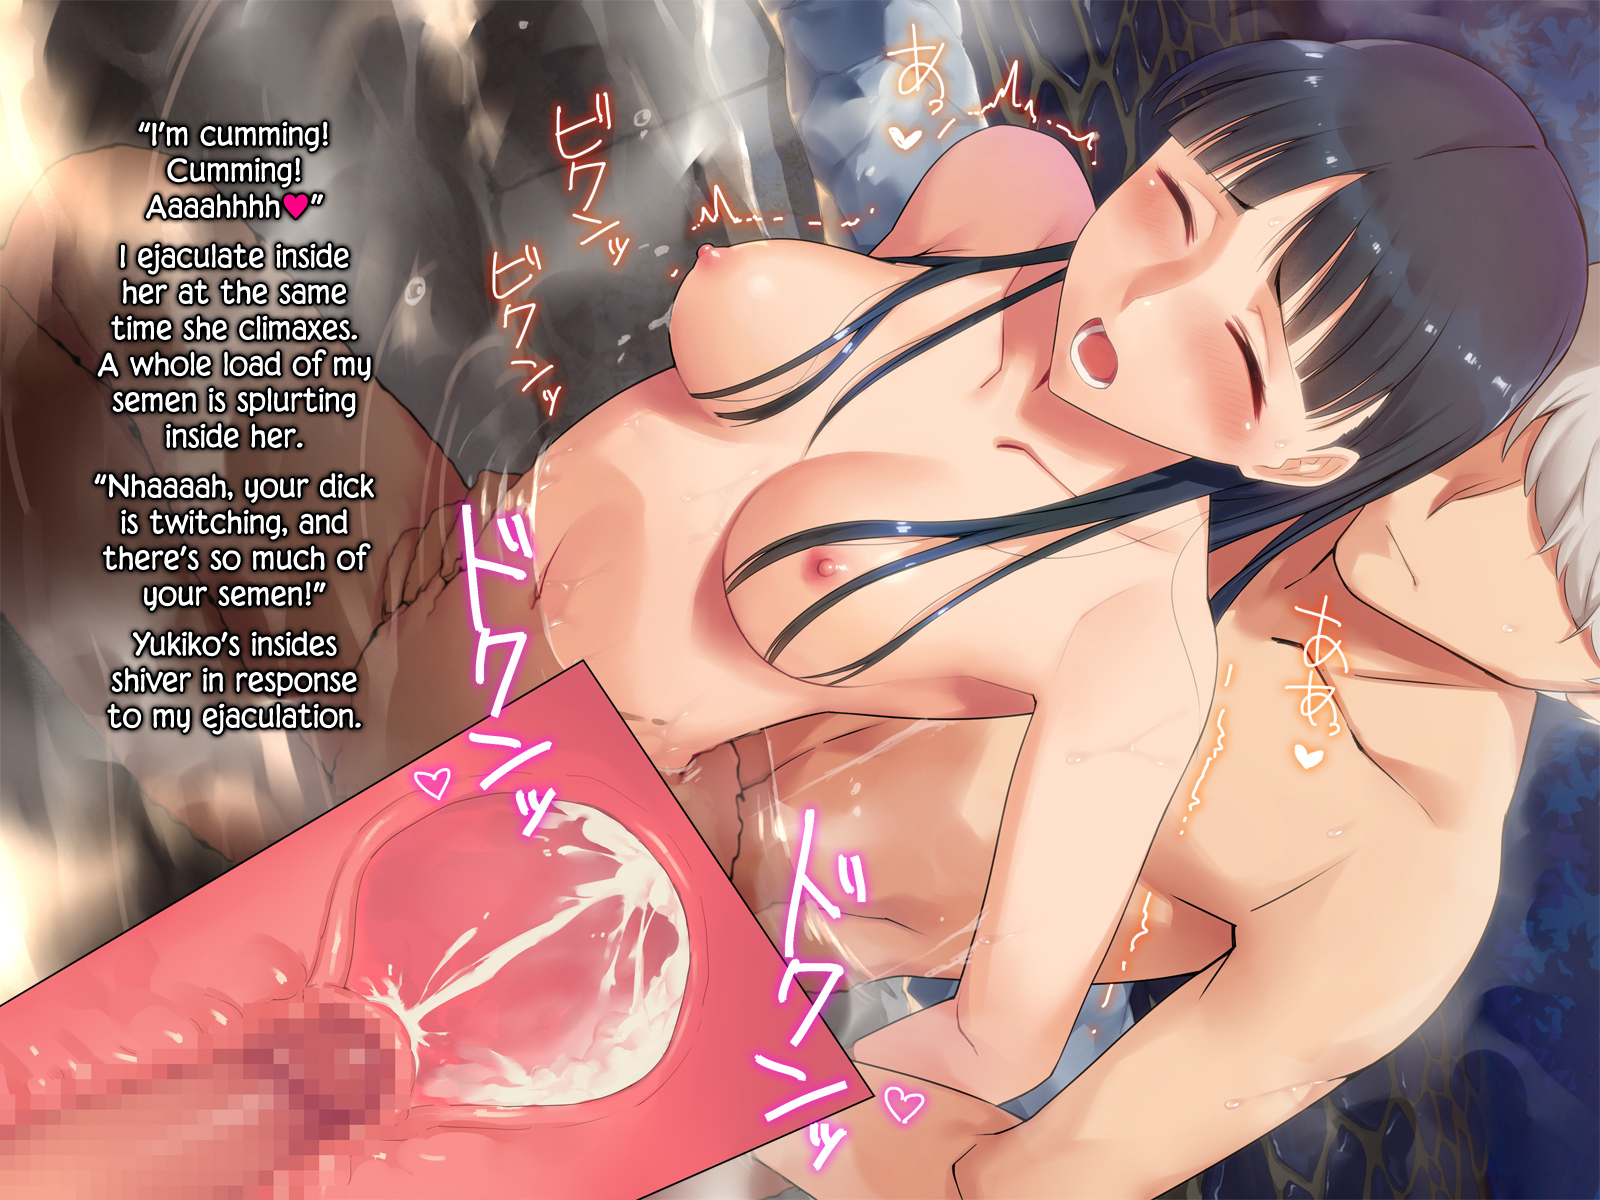 “I’m cumming!
Cumming!
Aaaahhhh♥”
I ejaculate inside
her at the same
time she climaxes.
A whole load of my
semen is splurting
inside her.
“Nhaaaah, your dick
is twitching, and
there’s so much of
your semen!”
Yukiko’s insides
shiver in response
to my ejaculation.
あっ♥
ビクンッ
ビクンッ
ドクンッ
ああっ♥
ドクンッ